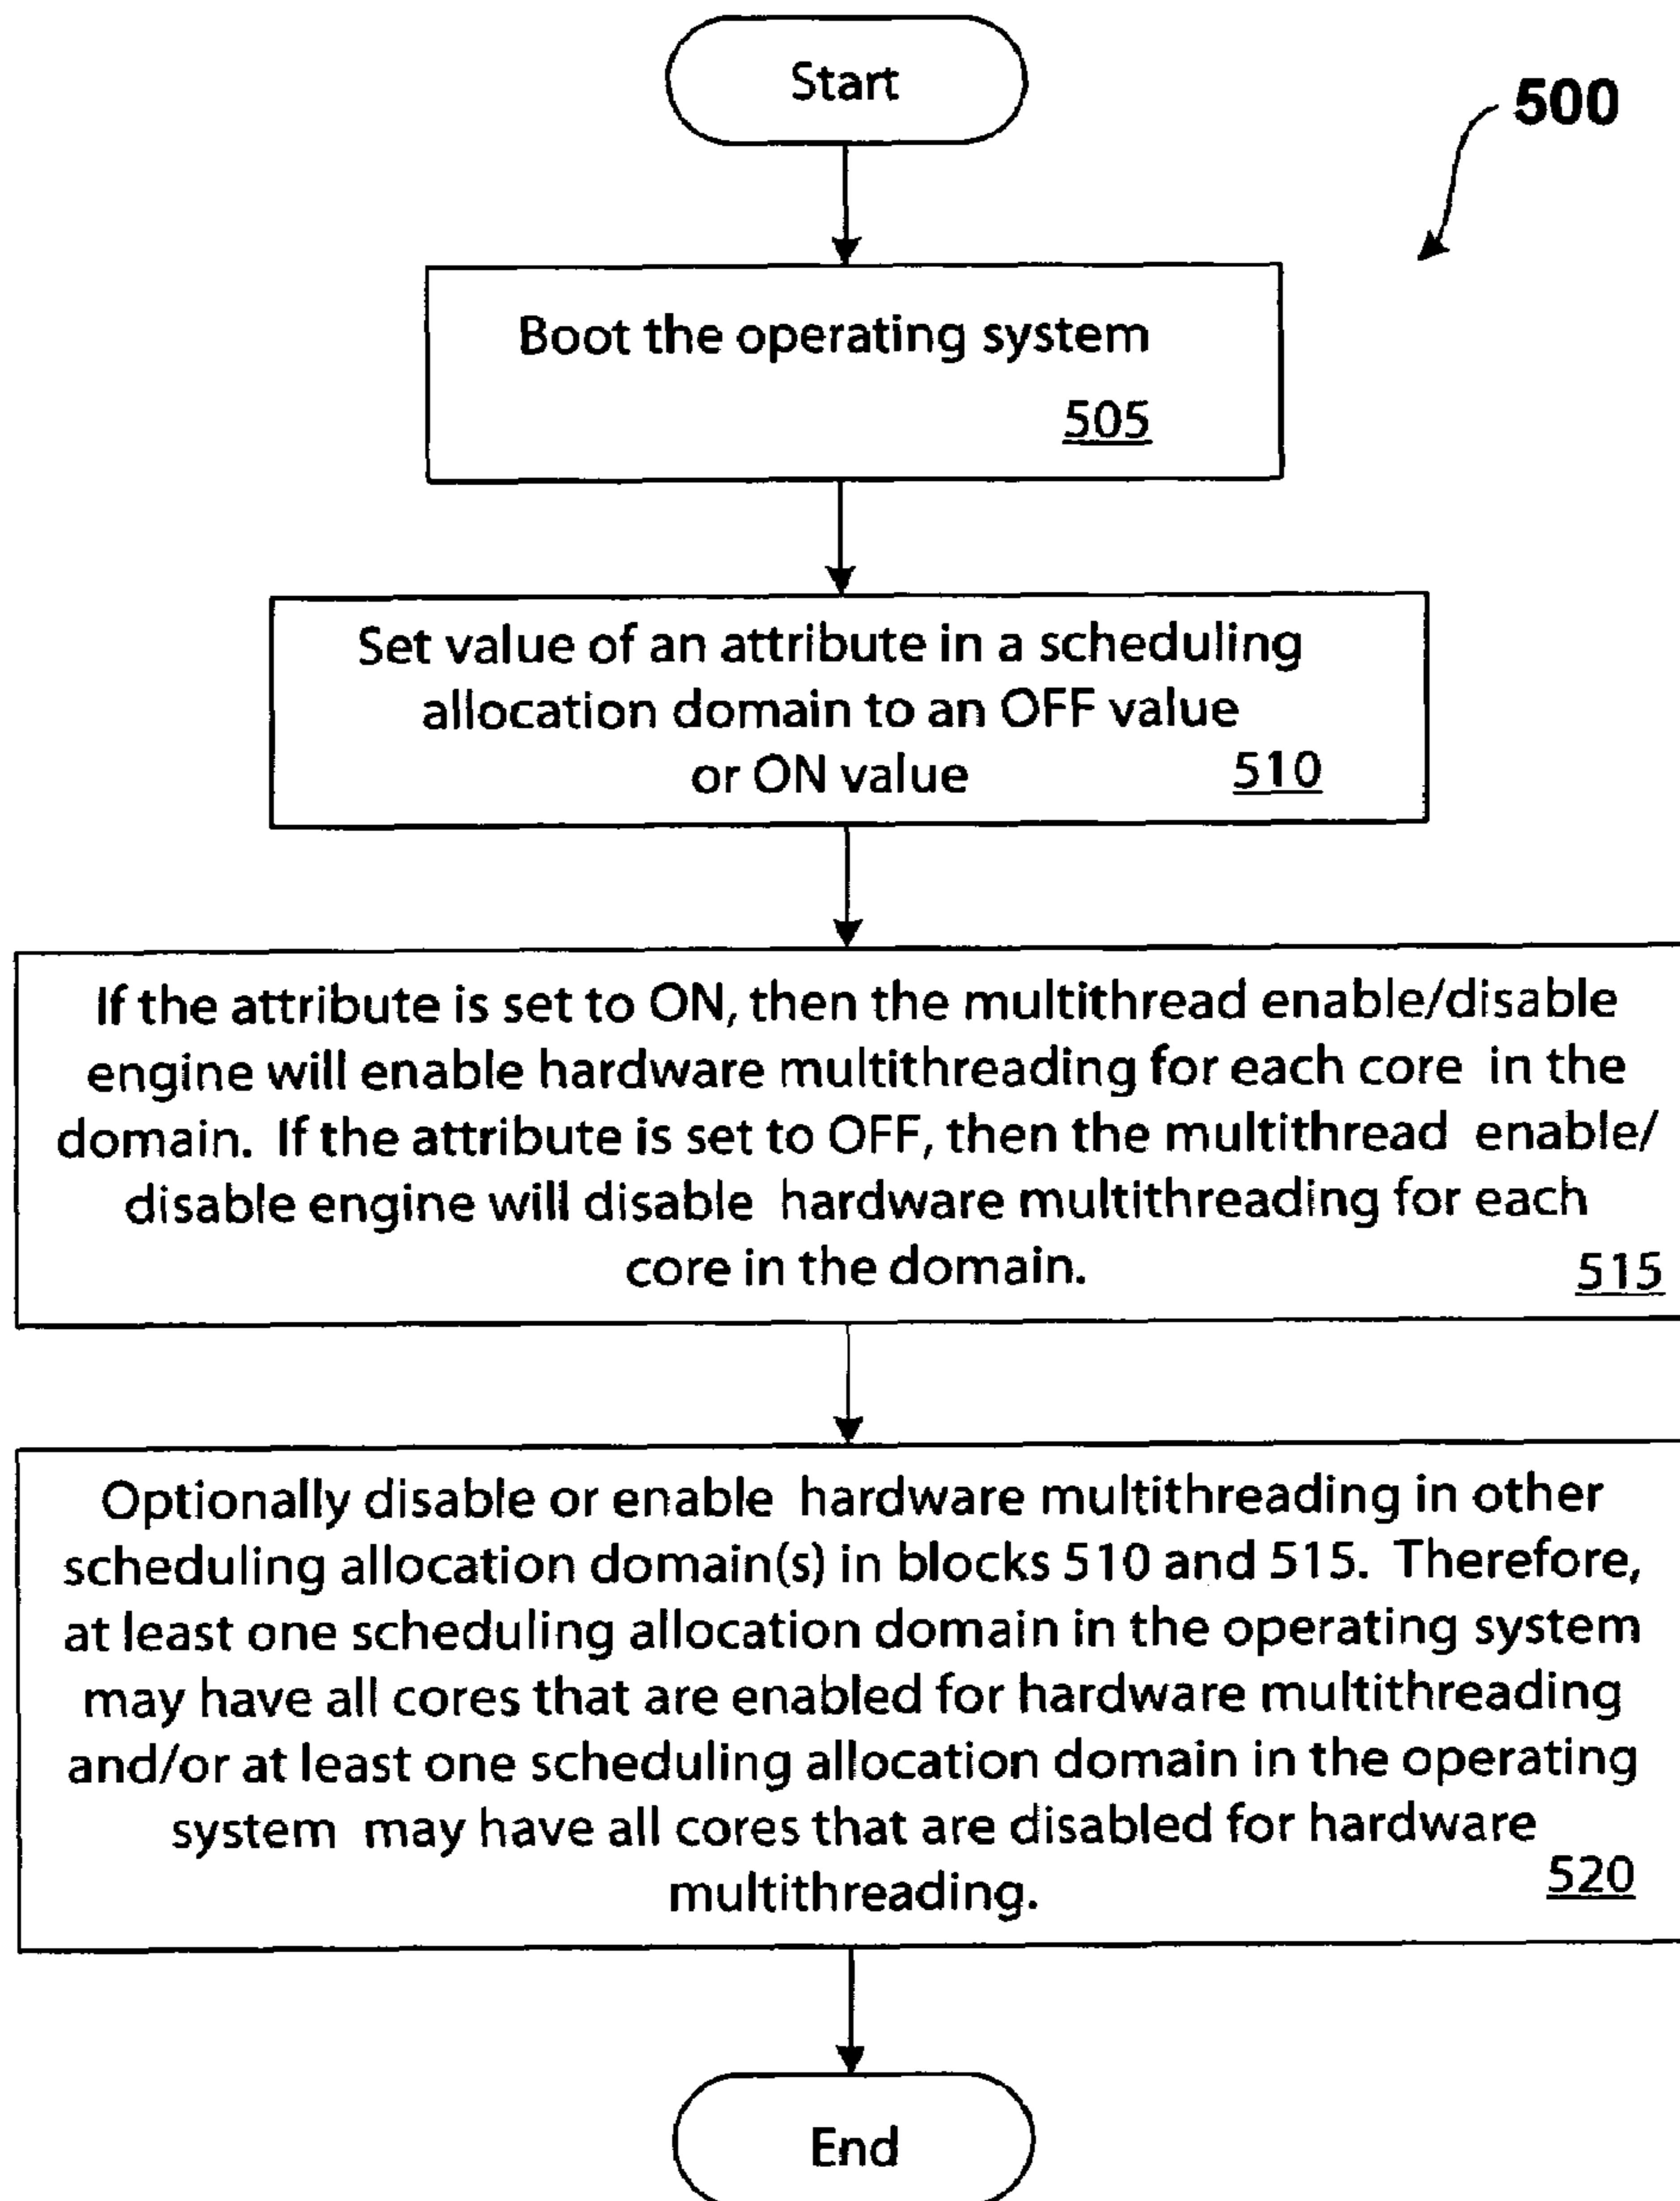 Start
500
Boot the operating system
505
Set value of an attribute in a scheduling
allocation domain to an OFF value
or ON value 510
If the attribute is set to ON, then the multithread enable/disable
engine will enable hardware multithreading for each core in the
domain. If the attribute is set to OFF, then the multithread enable/
disable engine will disable hardware multithreading for each
core in the domain. 515
Optionally disable or enable hardware multithreading in other
scheduling allocation domain(s) in blocks 510 and 515. Therefore,
at least one scheduling allocation domain in the operating system
may have all cores that are enabled for hardware multithreading
and/or at least one scheduling allocation domain in the operating
system may have all cores that are disabled for hardware
multithreading. 520
End